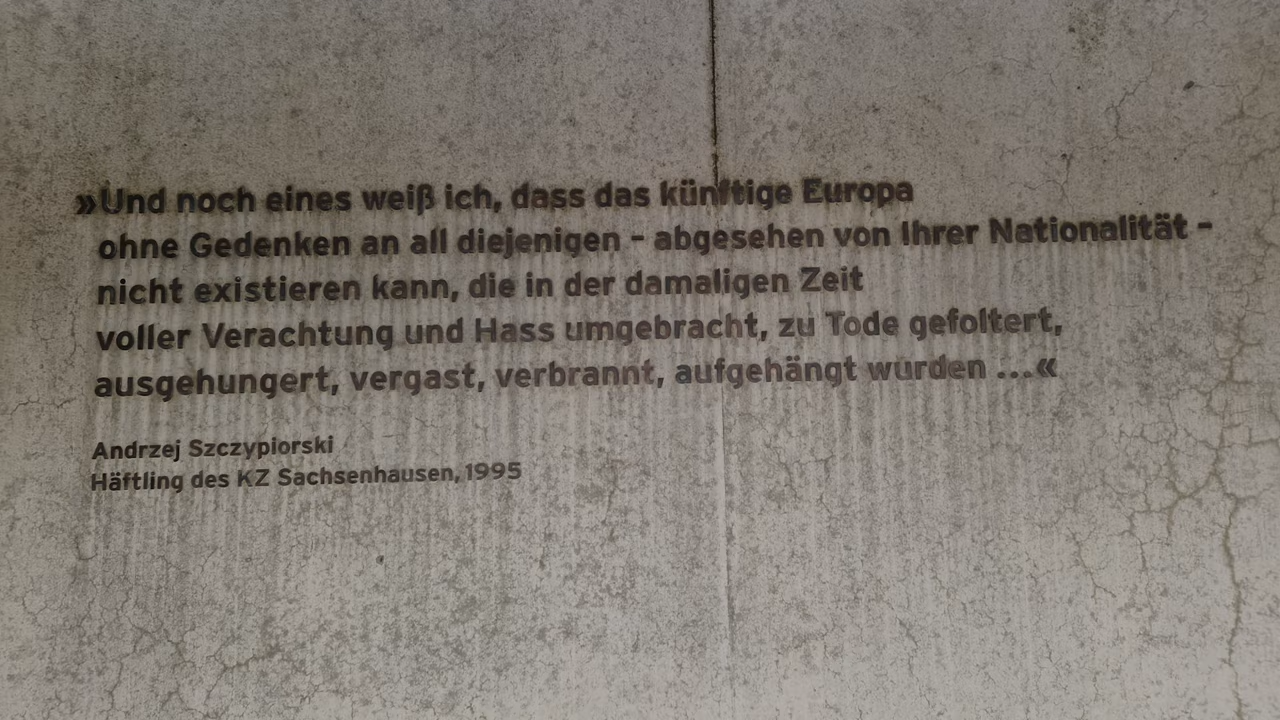 »Und noch eines weiß ich, dass das künftige Europa
ohne Gedenken an all diejenigen – abgesehen von Ihrer Nationalität –
nicht existieren kann, die in der damaligen Zeit
voller Verachtung und Hass umgebracht, zu Tode gefoltert,
ausgehungert, vergast, verbrannt, aufgehängt wurden ...«
Andrzej Szczypiorski
Häftling des KZ Sachsenhausen, 1995